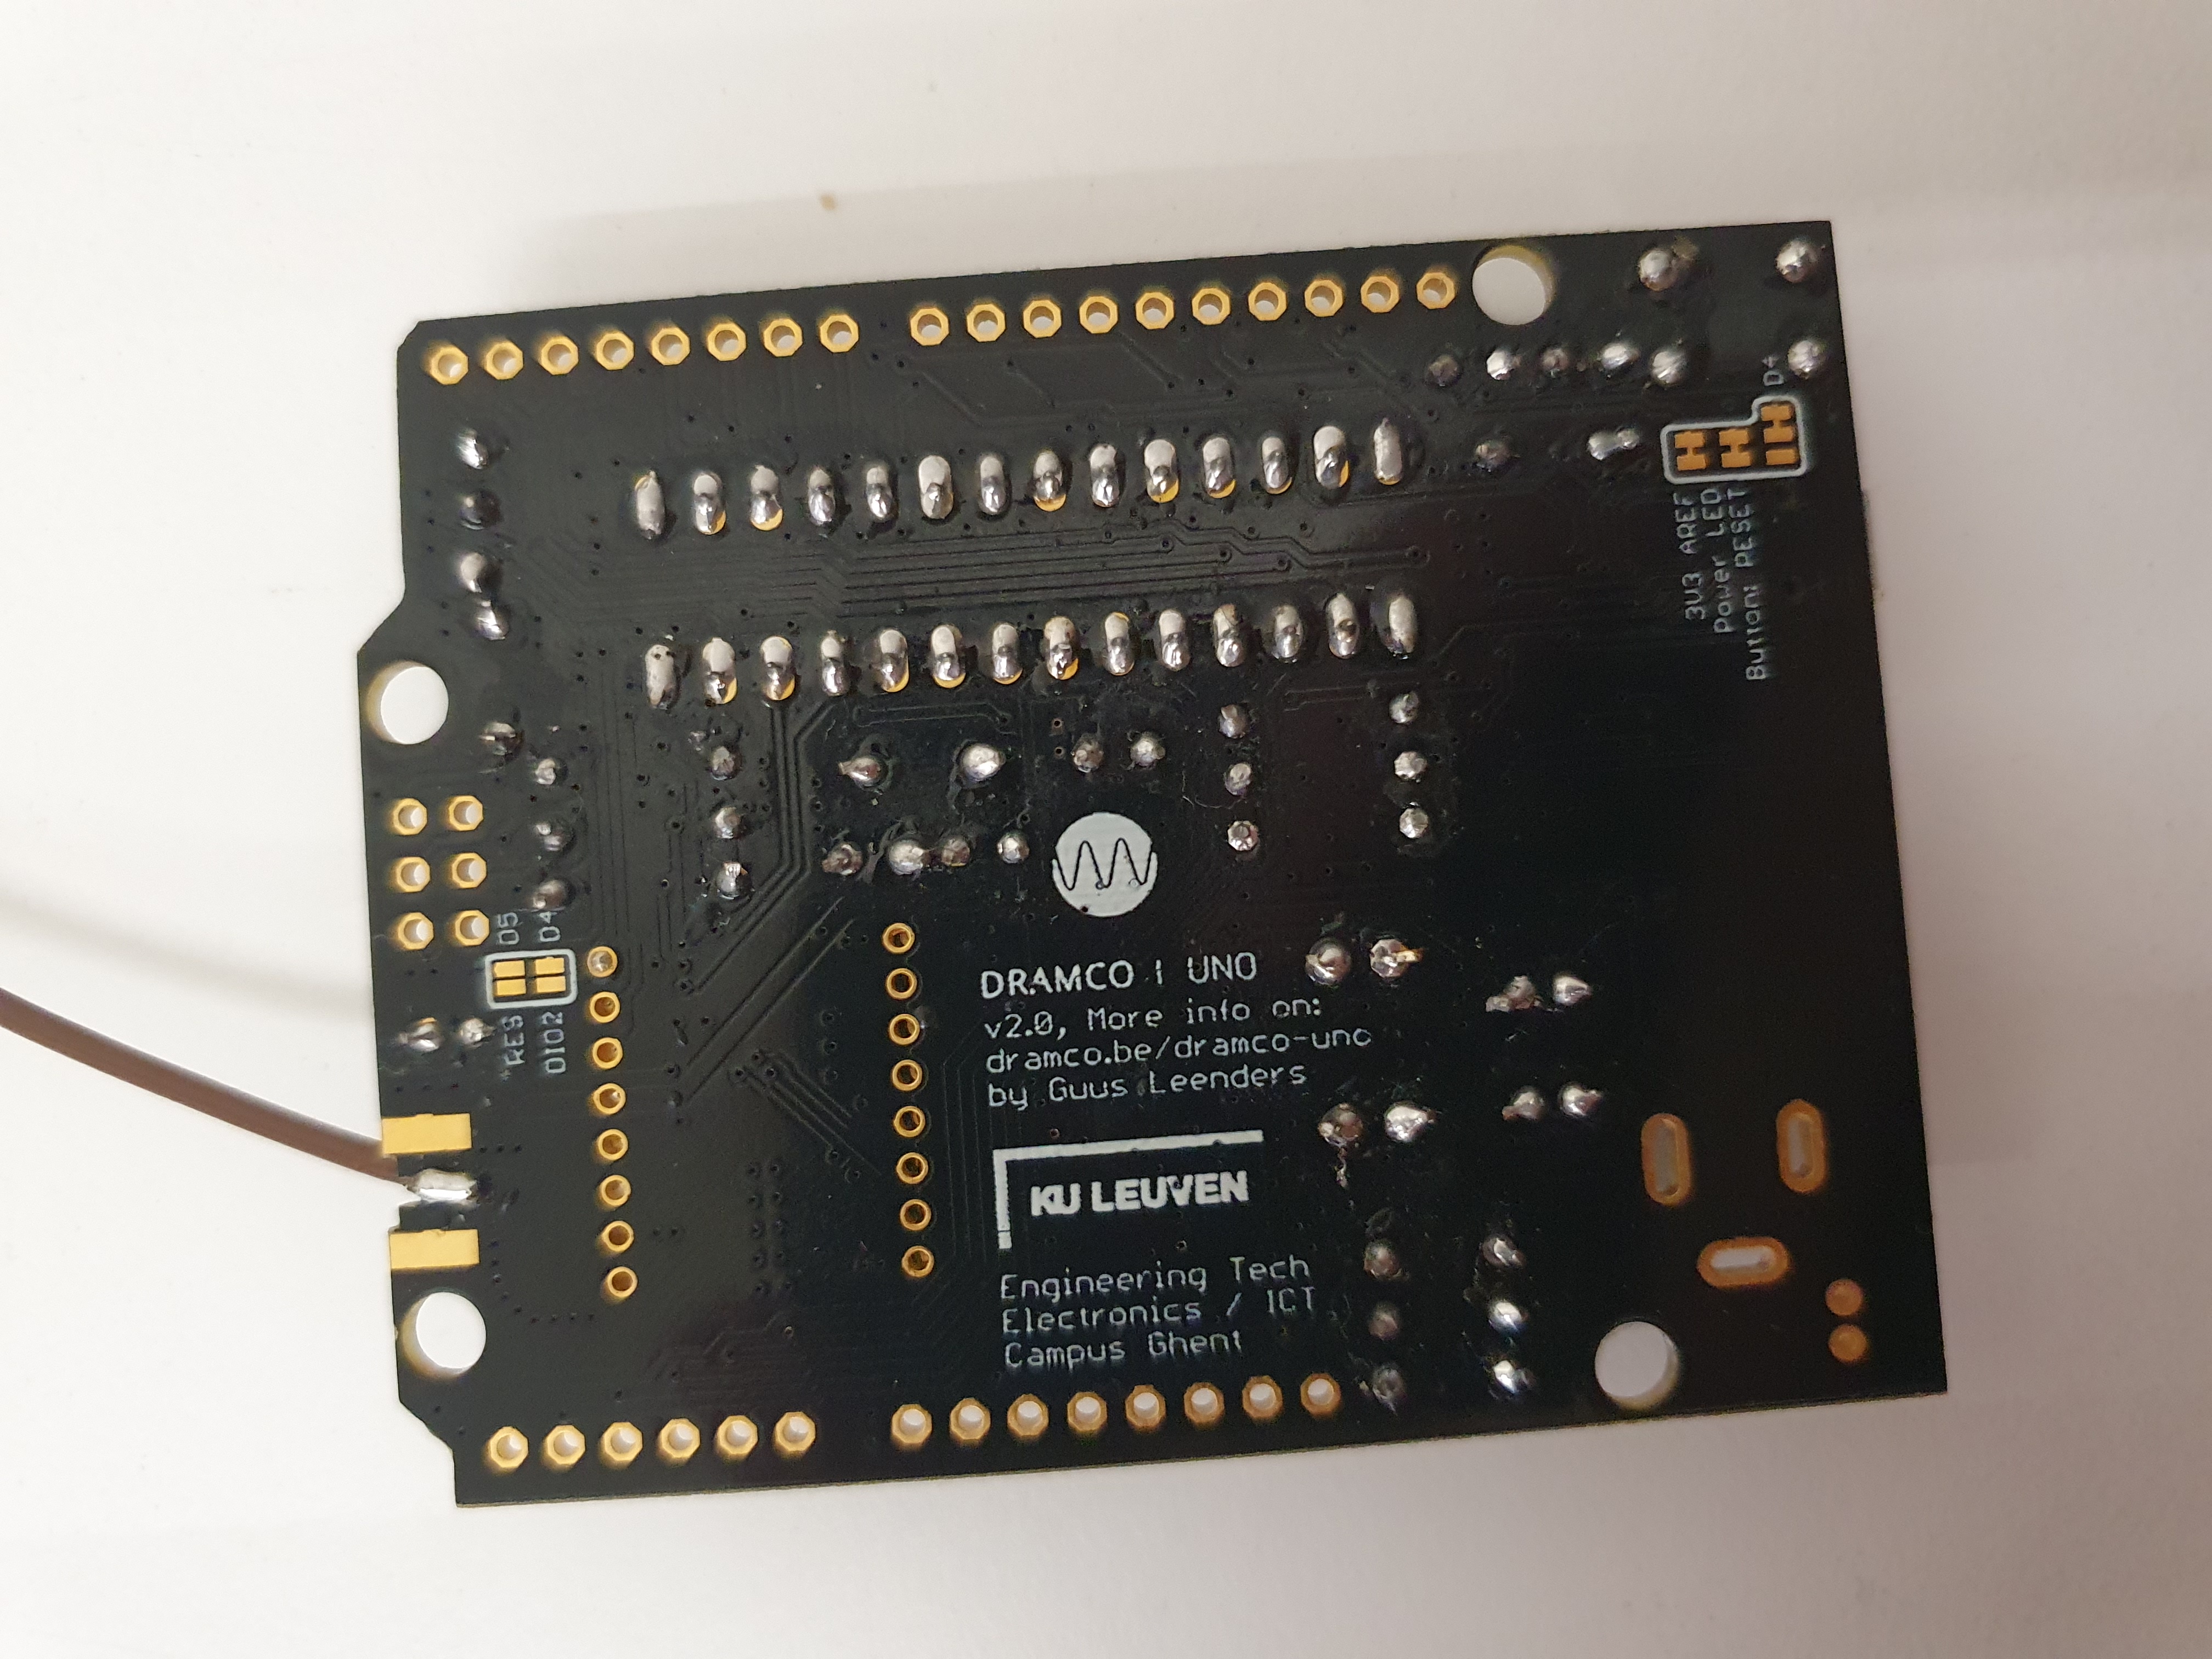 RES D5
DIO2 D4
DRAMCO | UNO
v2.0, More info on:
dramco.be/dramco-uno
by Guus Leenders
KU LEUVEN
Engineering Tech
Electronics / ICT
Campus Ghent
3V3 AREF
Power LED
Button: RESET D4